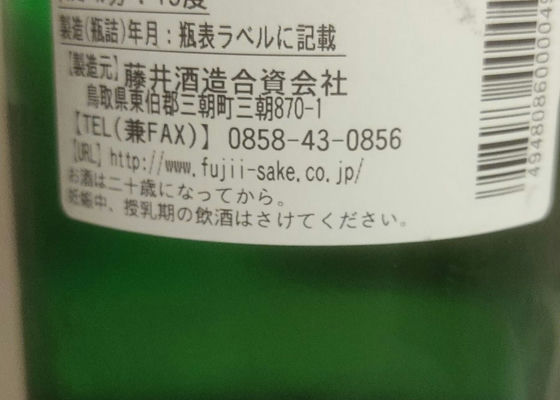 15度
製造(瓶詰)年月：瓶表ラベルに記載
【製造元】藤井酒造合資会社
鳥取県東伯郡三朝町三朝870-1
【TEL(兼FAX)】 0858-43-0856
【URL】http://www.fujii-sake.co.jp/
お酒は二十歳になってから。
妊娠中、授乳期の飲酒はさけてください。